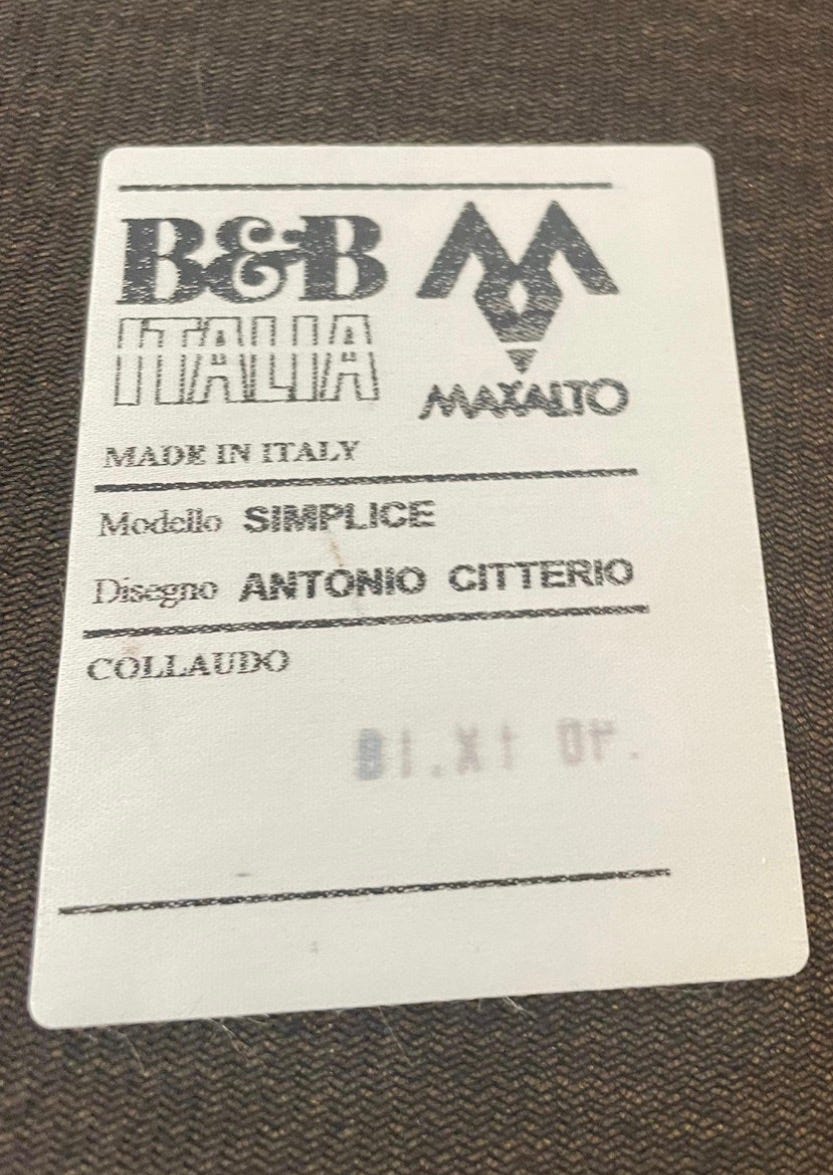 B&B
ITALIA
MAXALTO
MADE IN ITALY
Modello SIMPLICE
Disegno ANTONIO CITTERIO
COLLAUDO